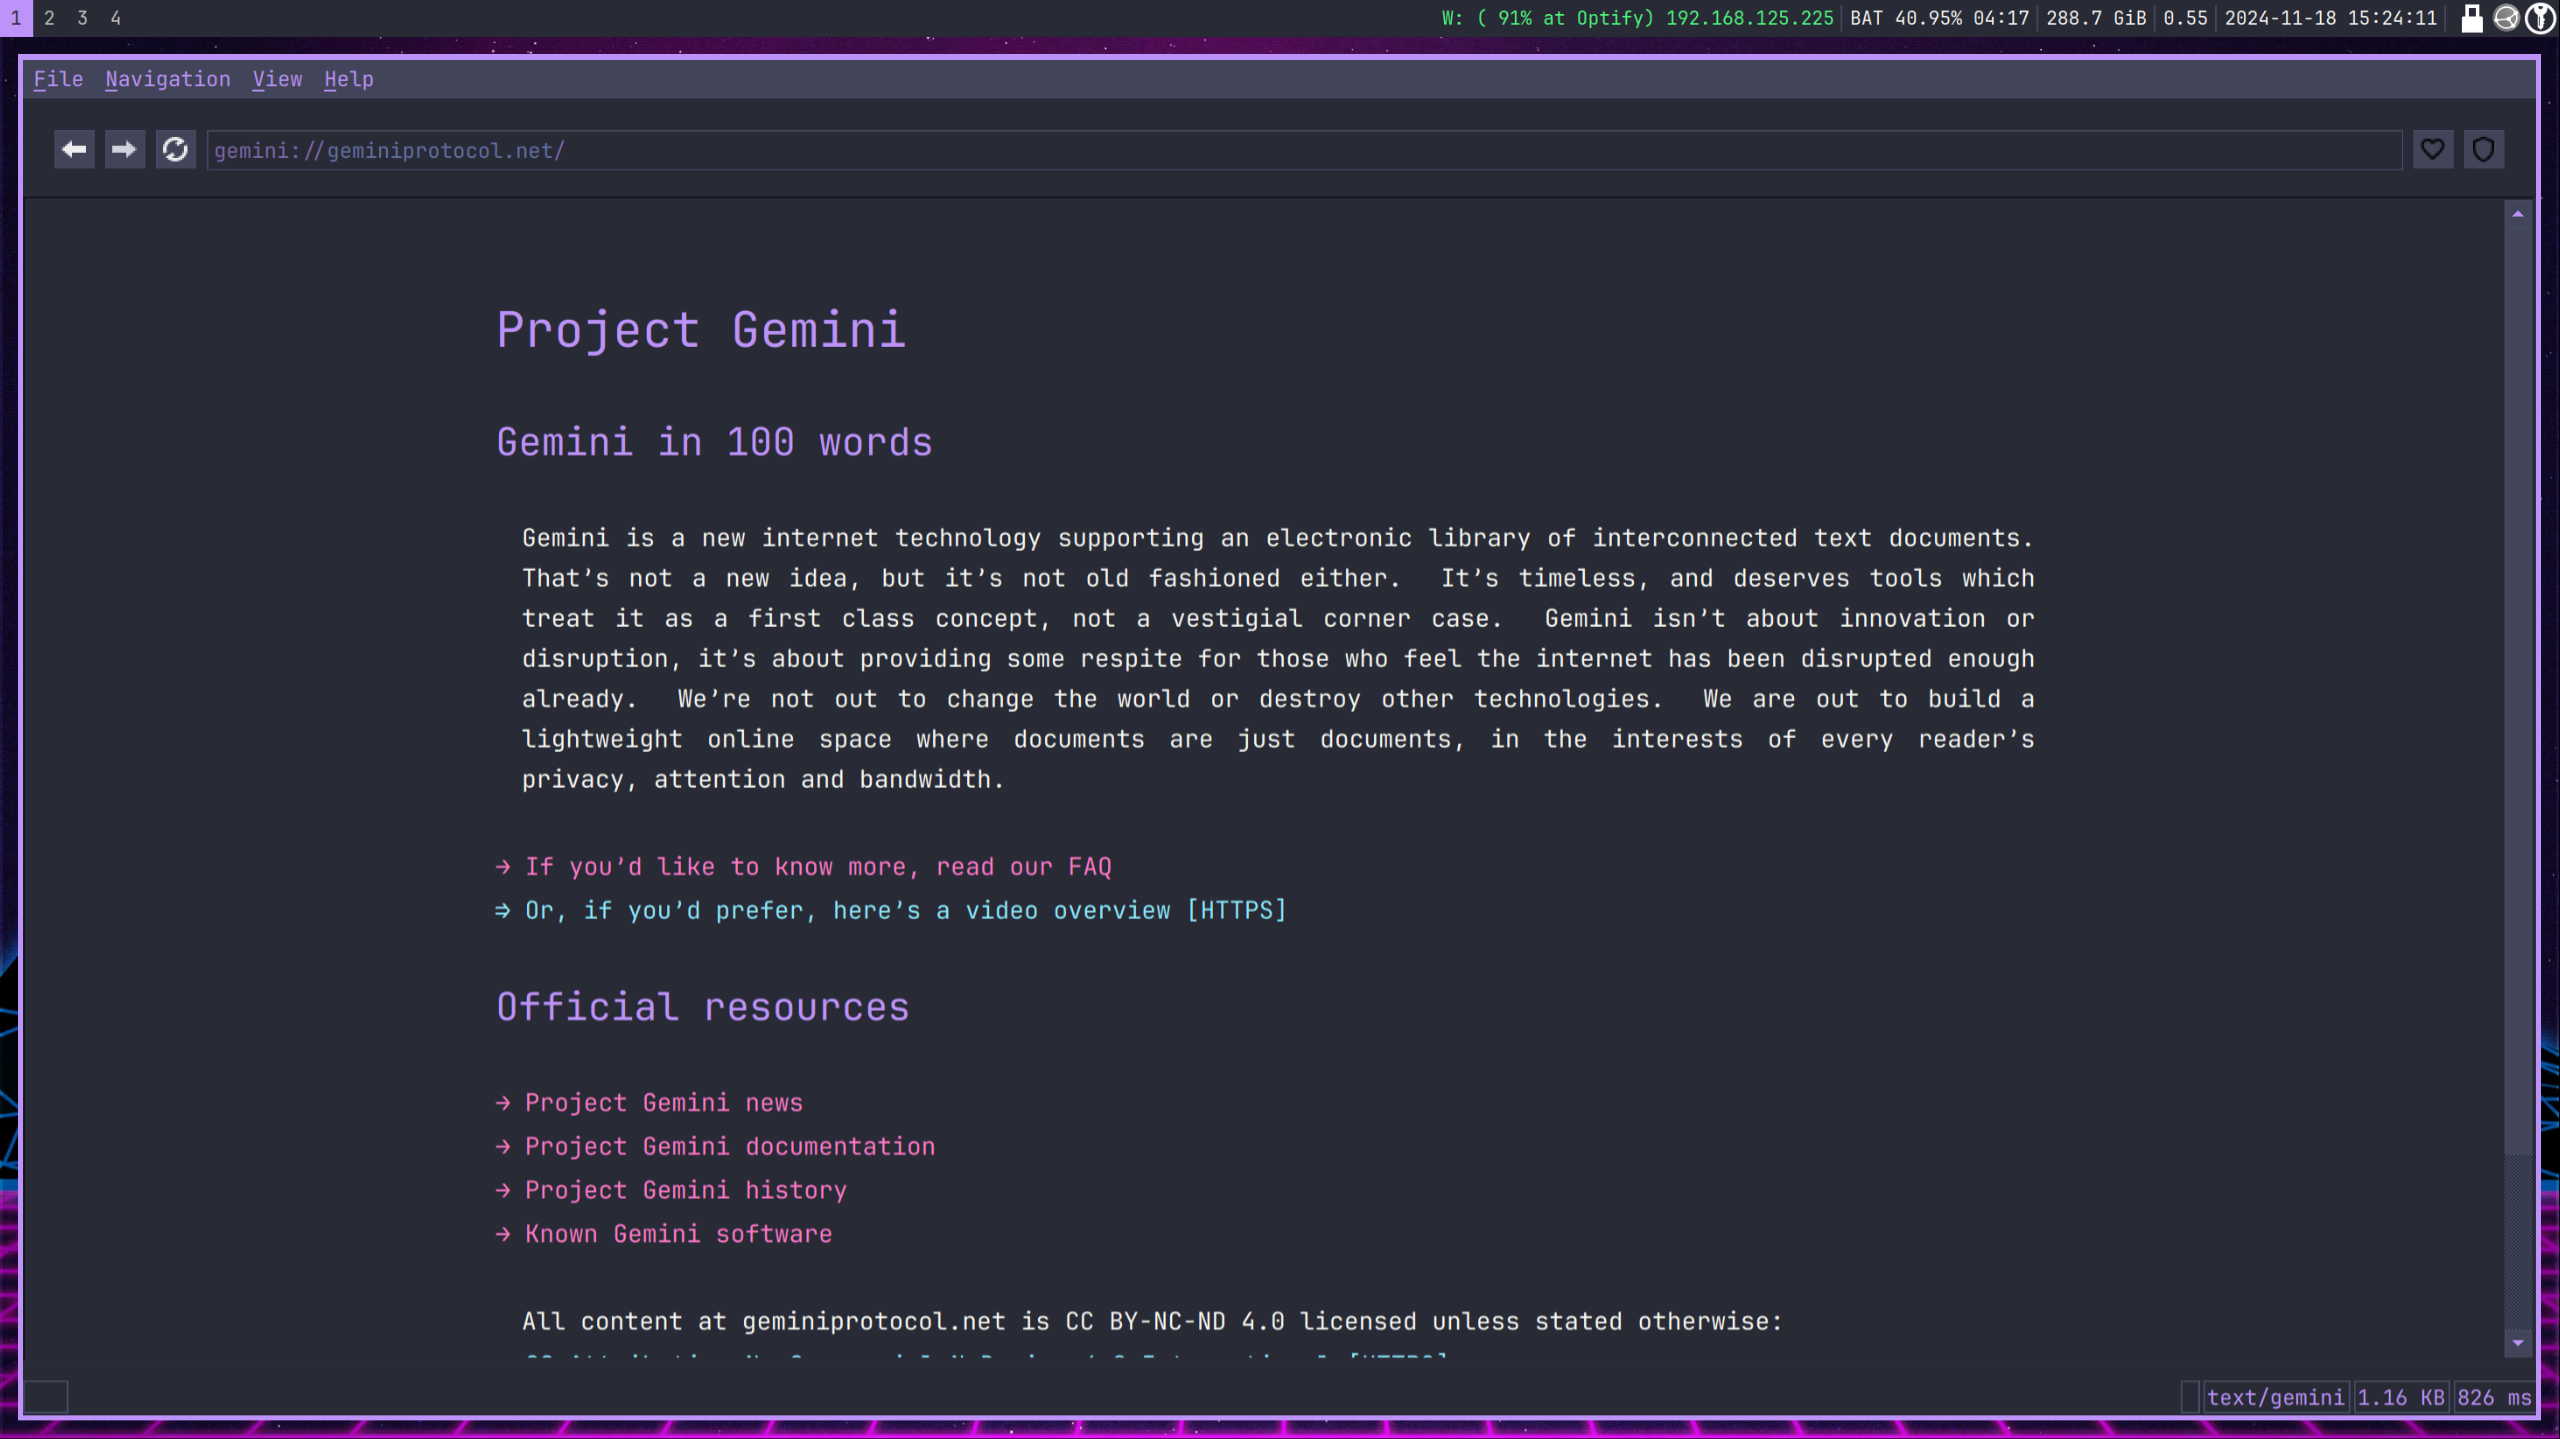 1 2 3 4
W: ( 91% at Optify) 192.168.125.225 BAT 40.95% 04:17 288.7 GiB 0.55 2024-11-18 15:24:11
File Navigation View Help
gemini://geminiprotocol.net/
Project Gemini
Gemini in 100 words
Gemini is a new internet technology supporting an electronic library of interconnected text documents.
That’s not a new idea, but it’s not old fashioned either. It’s timeless, and deserves tools which
treat it as a first class concept, not a vestigial corner case. Gemini isn’t about innovation or
disruption, it’s about providing some respite for those who feel the internet has been disrupted enough
already. We’re not out to change the world or destroy other technologies. We are out to build a
lightweight online space where documents are just documents, in the interests of every reader’s
privacy, attention and bandwidth.
→ If you’d like to know more, read our FAQ
⇒ Or, if you’d prefer, here’s a video overview [HTTPS]
Official resources
→ Project Gemini news
→ Project Gemini documentation
→ Project Gemini history
→ Known Gemini software
All content at geminiprotocol.net is CC BY-NC-ND 4.0 licensed unless stated otherwise:
text/gemini 1.16 KB 826 ms